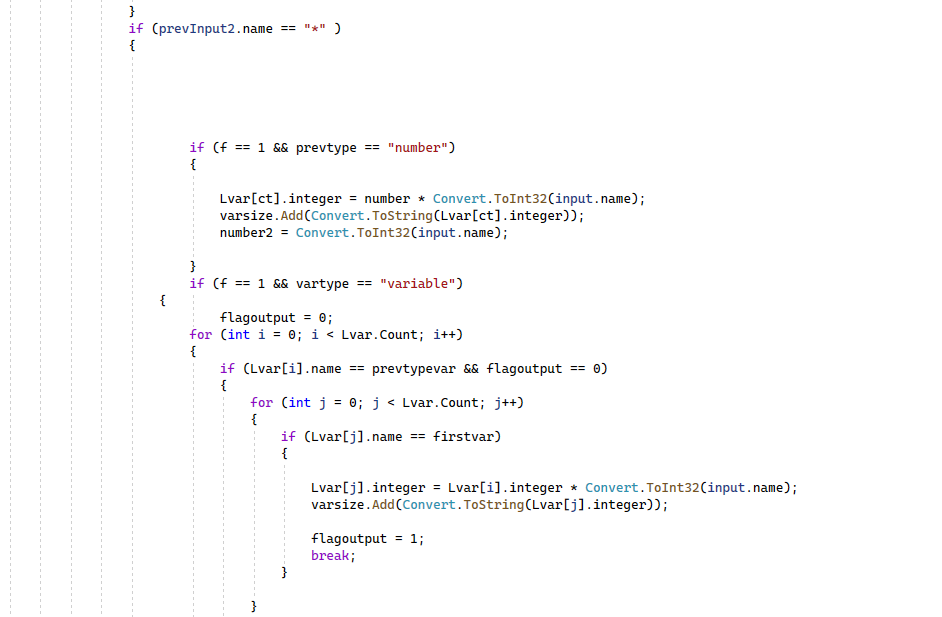 }
if (prevInput2.name == "*" )
{
if (f == 1 && prevtype == "number")
{
Lvar[ct].integer = number * Convert.ToInt32(input.name);
varsize.Add(Convert.ToString(Lvar[ct].integer));
number2 = Convert.ToInt32(input.name);
}
if (f == 1 && vartype == "variable")
{
flagoutput = 0;
for (int i = 0; i < Lvar.Count; i++)
{
if (Lvar[i].name == prevtypevar && flagoutput == 0)
{
for (int j = 0; j < Lvar.Count; j++)
{
if (Lvar[j].name == firstvar)
{
Lvar[j].integer = Lvar[i].integer * Convert.ToInt32(input.name);
varsize.Add(Convert.ToString(Lvar[j].integer));
flagoutput = 1;
break;
}
}